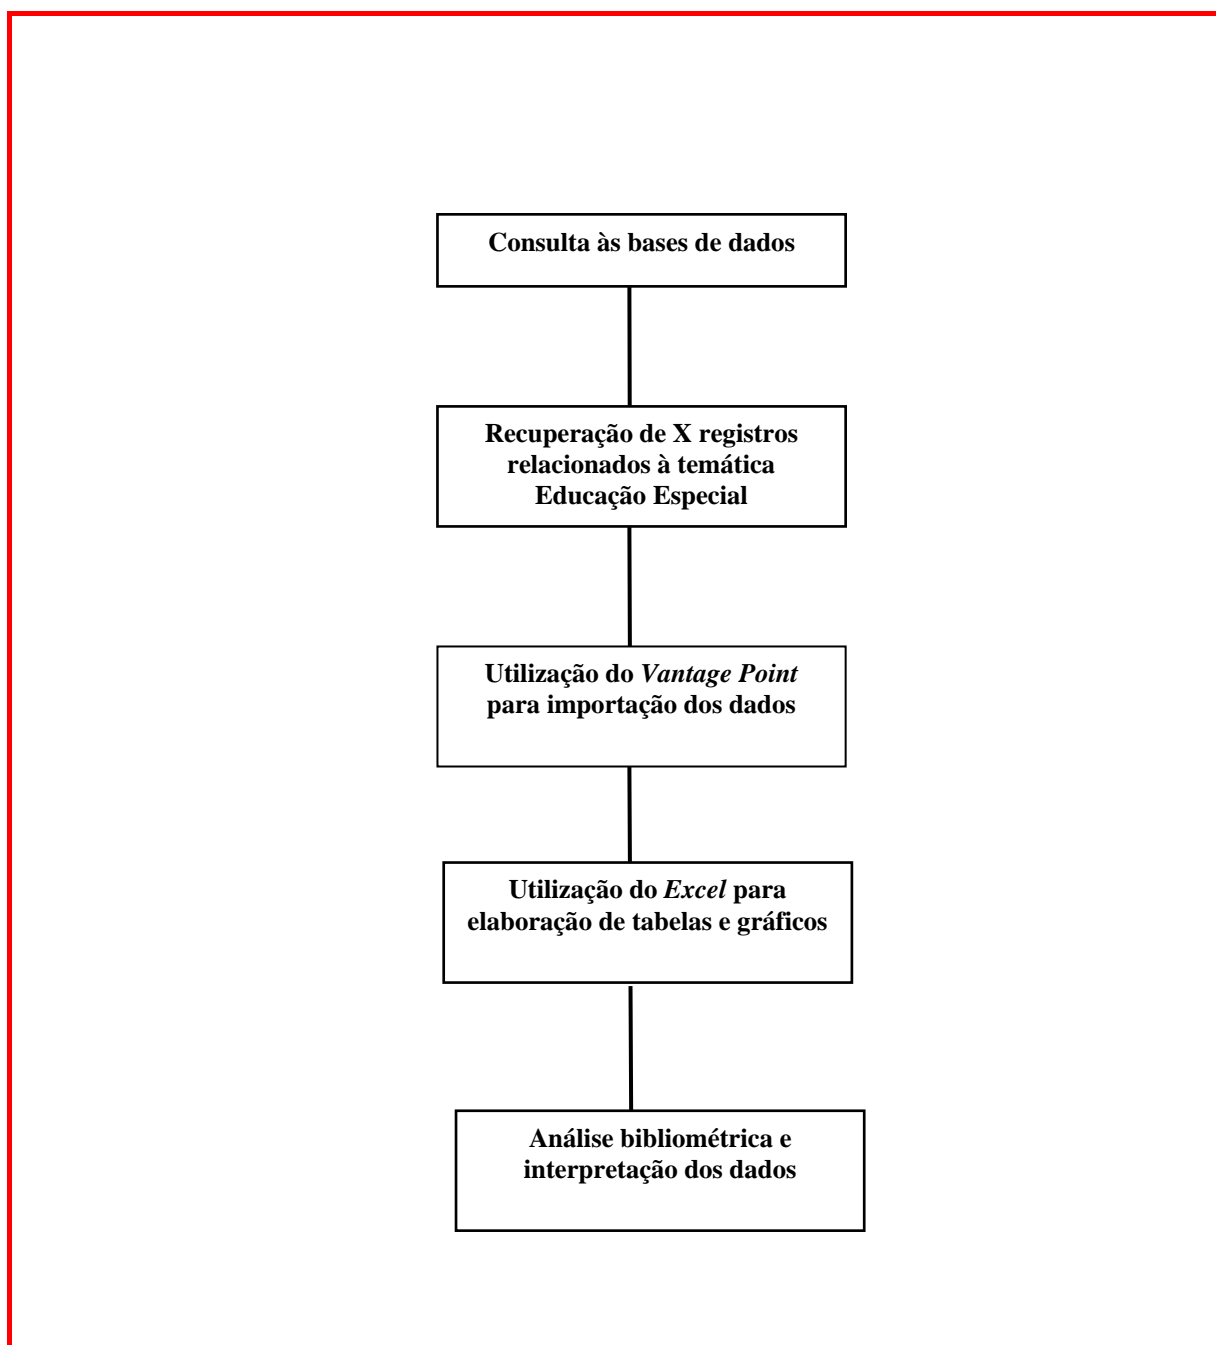 Consulta às bases de dados
Recuperação de X registros
relacionados à temática
Educação Especial
Utilização do Vantage Point
para importação dos dados
Utilização do Excel para
elaboração de tabelas e gráficos
Análise bibliométrica e
interpretação dos dados